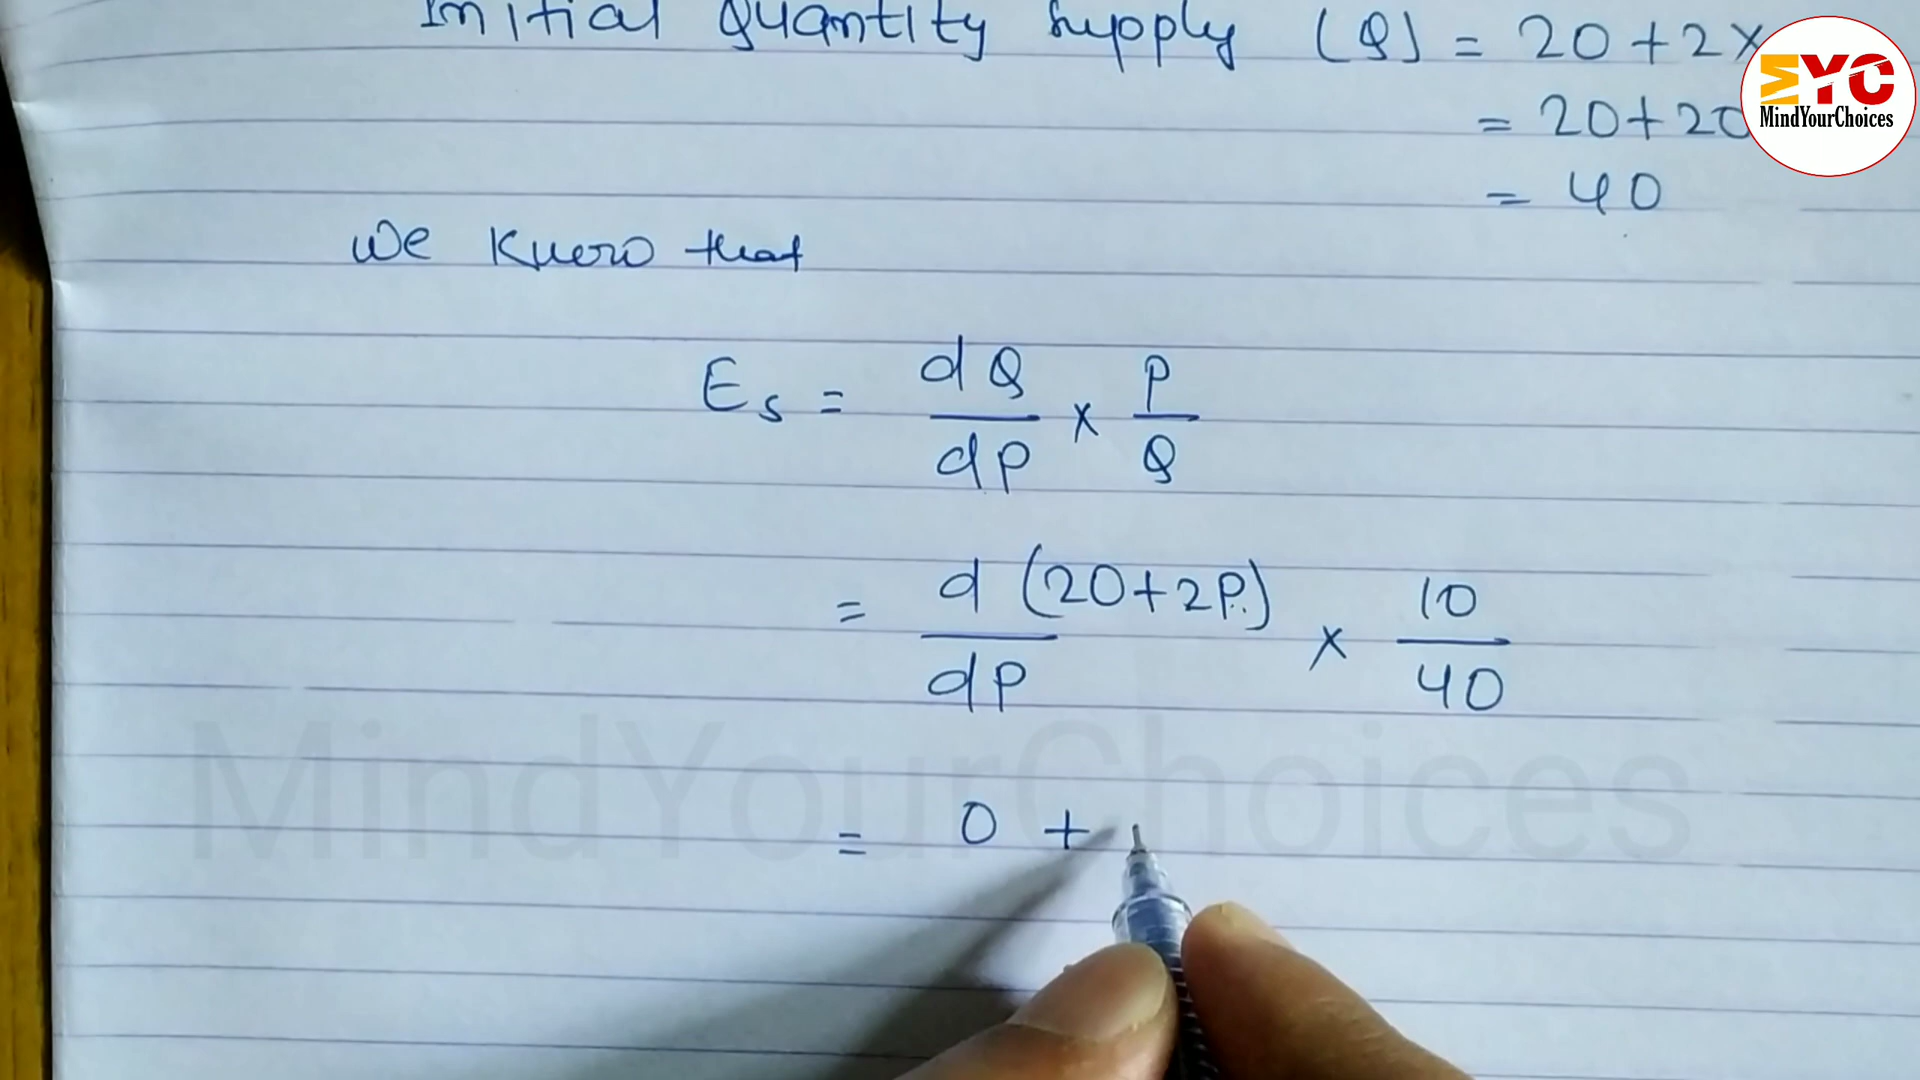 Initial Quantity Supply (Q) = 20 + 2 x
MYC
MindYourChoices
= 20 + 20
= 40
We Know that
Es = dQ/dP x P/Q
= d (20 + 2P)/dP x 10/40
MindYourChoices
= 0 +